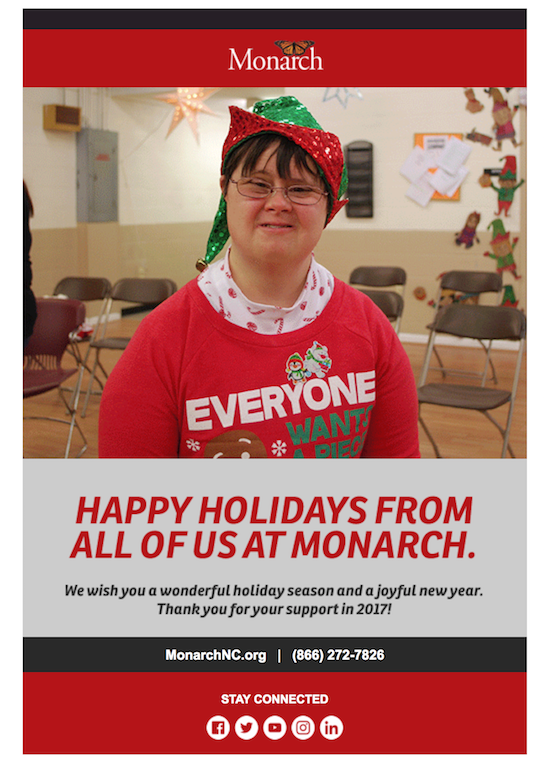 Monarch
EVERYONE
WANTS
A PIECE
HAPPY HOLIDAYS FROM
ALL OF US AT MONARCH.
We wish you a wonderful holiday season and a joyful new year.
Thank you for your support in 2017!
MonarchNC.org | (866) 272-7826
STAY CONNECTED